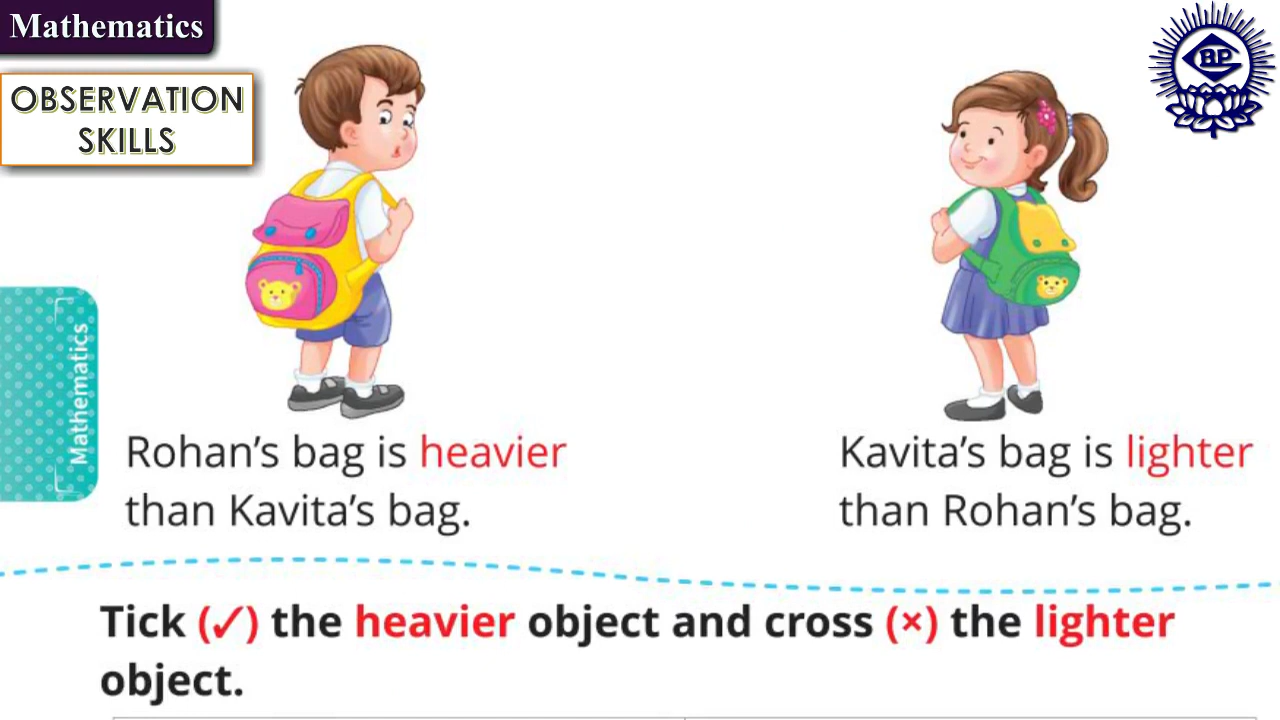 Mathematics
OBSERVATION
SKILLS
BP
Mathematics
Rohan's bag is heavier
than Kavita's bag.
Kavita's bag is lighter
than Rohan's bag.
Tick (✓) the heavier object and cross (×) the lighter
object.